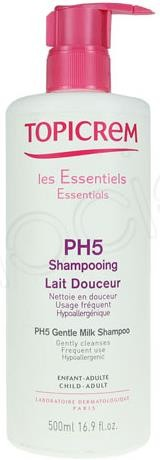 TOPICREM
les Essentiels
Essentials
PH5
Shampooing
Lait Douceur
Nettoie en douceur
Usage fréquent
Hypoallergénique
PH5 Gentle Milk Shampoo
Gently cleanses
Frequent use
Hypoallergenic
ENFANT-ADULTE
CHILD-ADULT
LABORATOIRE DERMATOLOGIQUE
PARIS
500ml 16.9 fl. oz.